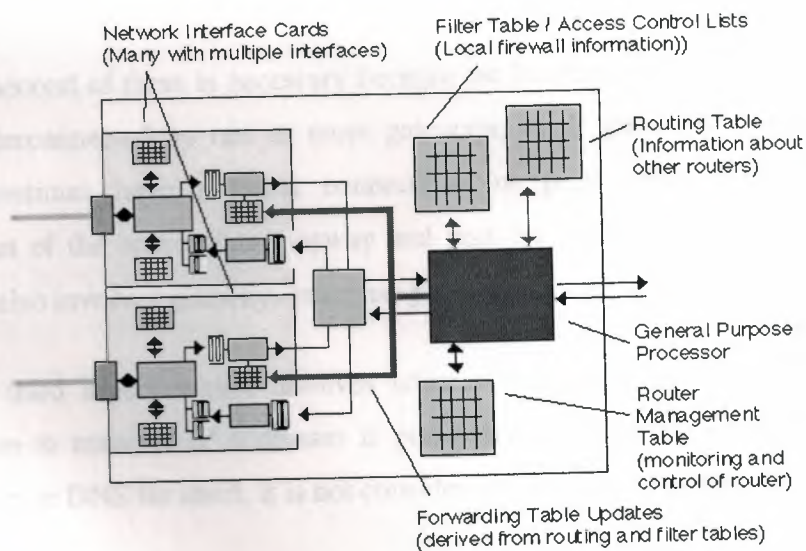 Network Interface Cards
(Many with multiple interfaces)
Filter Table / Access Control Lists
(Local firewall information))
Routing Table
(Information about
other routers)
General Purpose
Processor
Router
Management
Table
(monitoring and
control of router)
Forwarding Table Updates
(derived from routing and filter tables)